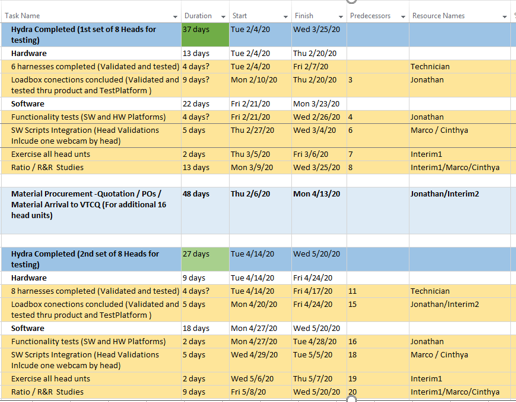 Task Name Duration Start Finish Predecessors Resource Names
Hydra Completed (1st set of 8 Heads for 37 days Tue 2/4/20 Wed 3/25/20
testing)
Hardware 13 days Tue 2/4/20 Thu 2/20/20
6 harnesses completed (Validated and tested) 4 days? Tue 2/4/20 Fri 2/7/20 Technician
Loadbox conections concluded (Validated and 9 days? Mon 2/10/20 Thu 2/20/20 3 Jonathan
tested thru product and TestPlatform )
Software 22 days Fri 2/21/20 Mon 3/23/20
Functionality tests (SW and HW Platforms) 4 days? Fri 2/21/20 Wed 2/26/20 4 Jonathan
SW Scripts Integration (Head Validations 5 days Thu 2/27/20 Wed 3/4/20 6 Marco / Cinthya
Inlcude one webcam by head)
Exercise all head unts 2 days Thu 3/5/20 Fri 3/6/20 7 Interim1
Ratio / R&R Studies 13 days Mon 3/9/20 Wed 3/25/20 8 Interim1/Marco/Cinthya
Material Procurement -Quotation / POs / 48 days Thu 2/6/20 Mon 4/13/20 Jonathan/Interim2
Material Arrival to VTCQ (For additional 16
head units)
Hydra Completed (2nd set of 8 Heads for 27 days Tue 4/14/20 Wed 5/20/20
testing)
Hardware 9 days Tue 4/14/20 Fri 4/24/20
8 harnesses completed (Validated and tested) 4 days? Tue 4/14/20 Fri 4/17/20 11 Technician
Loadbox conections concluded (Validated and 5 days Mon 4/20/20 Fri 4/24/20 15 Jonathan/Interim2
tested thru product and TestPlatform )
Software 18 days Mon 4/27/20 Wed 5/20/20
Functionality tests (SW and HW Platforms) 2 days Mon 4/27/20 Tue 4/28/20 16 Jonathan
SW Scripts Integration (Head Validations 5 days Wed 4/29/20 Tue 5/5/20 18 Marco / Cinthya
Inlcude one webcam by head)
Exercise all head unts 2 days Wed 5/6/20 Thu 5/7/20 19 Interim1
Ratio / R&R Studies 9 days Fri 5/8/20 Wed 5/20/20 20 Interim1/Marco/Cinthya